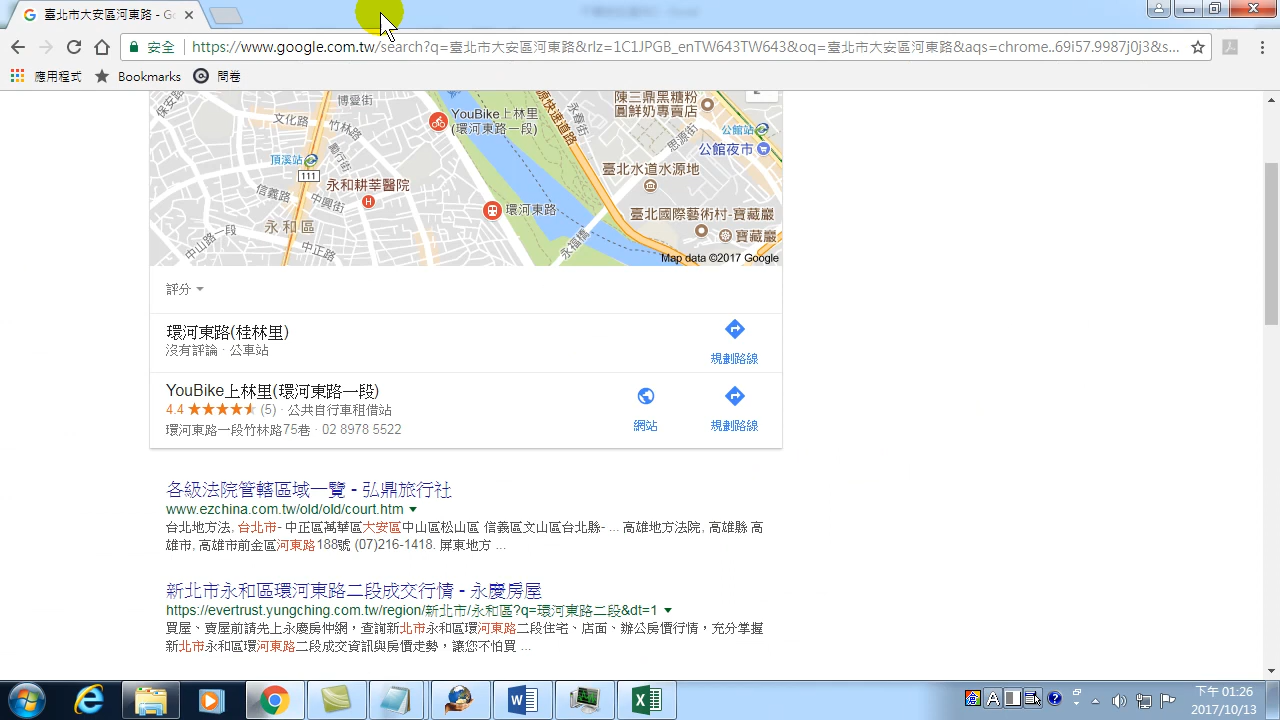 臺北市大安區河東路 - Go
安全
https://www.google.com.tw/search?q=臺北市大安區河東路&rlz=1C1JPGB_enTW643TW643&oq=臺北市大安區河東路&aqs=chrome..69i57.9987j0j3&s...
應用程式
Bookmarks
問卷
保安路
博愛街
文化路
竹林路
YouBike上林里
(環河東路一段)
永春街
陳三鼎黑糖粉
圓鮮奶專賣店
思源街
公館站
公館夜市
頂溪站
111
信義路
中興街
永和耕莘醫院
臺北水道水源地
環河東路
臺北國際藝術村-寶藏巖
寶藏巖
永和區
中山路一段
中正路
永福橋
Map data ©2017 Google
評分
環河東路(桂林里)
沒有評論 · 公車站
規劃路線
YouBike上林里(環河東路一段)
4.4 ★★★★ (5) · 公共自行車租借站
環河東路一段竹林路75巷 · 02 8978 5522
網站
規劃路線
各級法院管轄區域一覽 - 弘鼎旅行社
www.ezchina.com.tw/old/old/court.htm
台北地方法, 台北市- 中正區萬華區大安區中山區松山區 信義區文山區台北縣- ... 高雄地方法院, 高雄縣 高
雄市, 高雄市前金區河東路188號 (07)216-1418. 屏東地方 ...
新北市永和區環河東路二段成交行情 - 永慶房屋
https://evertrust.yungching.com.tw/region/新北市/永和區?q=環河東路二段&dt=1
買屋、賣屋前請先上永慶房仲網，查詢新北市永和區環河東路二段住宅、店面、辦公房價行情，充分掌握
新北市永和區環河東路二段成交資訊與房價走勢，讓您不怕買 ...
下午 01:26
2017/10/13